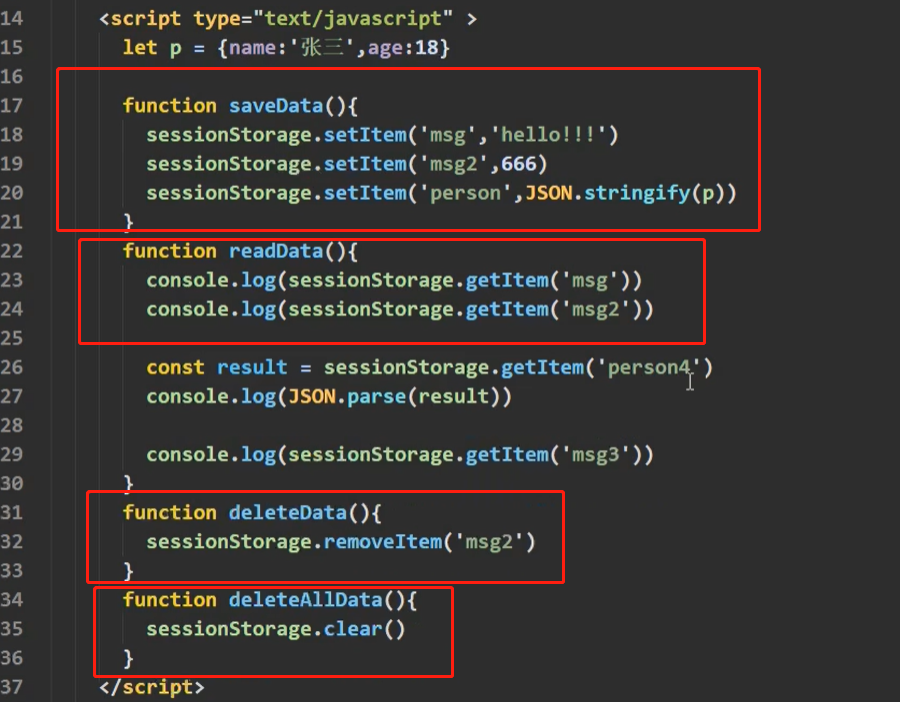 14 <script type="text/javascript" >
15 let p = {name:'张三',age:18}
16
17 function saveData(){
18 sessionStorage.setItem('msg','hello!!!')
19 sessionStorage.setItem('msg2',666)
20 sessionStorage.setItem('person',JSON.stringify(p))
21 }
22 function readData(){
23 console.log(sessionStorage.getItem('msg'))
24 console.log(sessionStorage.getItem('msg2'))
25
26 const result = sessionStorage.getItem('person4')
27 console.log(JSON.parse(result))
28
29 console.log(sessionStorage.getItem('msg3'))
30 }
31 function deleteData(){
32 sessionStorage.removeItem('msg2')
33 }
34 function deleteAllData(){
35 sessionStorage.clear()
36 }
37 </script>